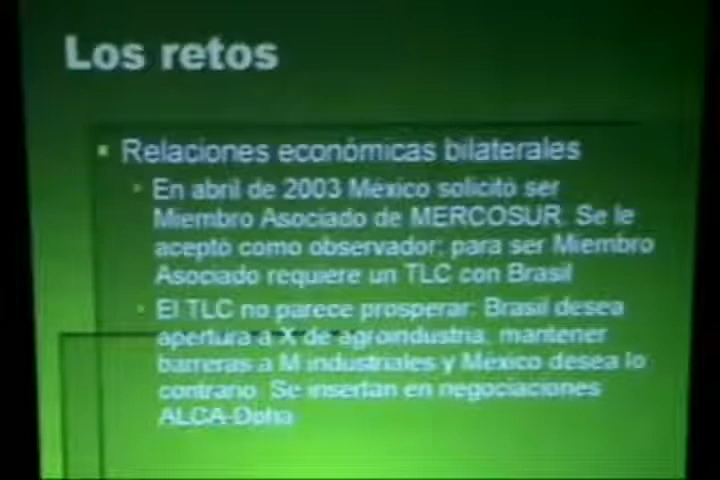 Los retos
Relaciones económicas bilaterales
En abril de 2003 México solicitó ser
Miembro Asociado de MERCOSUR. Se le
aceptó como observador; para ser Miembro
Asociado requiere un TLC con Brasil
El TLC no parece prosperar: Brasil desea
apertura a X de agroindustria, mantener
barreras a M industriales y México desea lo
contrario. Se insertan en negociaciones
ALCA-Doha